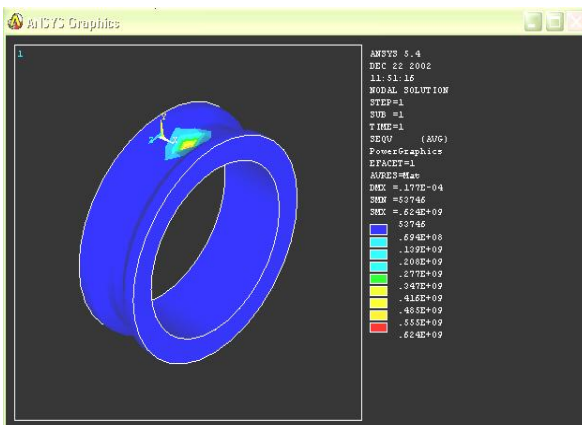 ANSYS Graphics
1
ANSYS 5.4
DEC 22 2002
11:51:16
NODAL SOLUTION
STEP=1
SUB =1
TIME=1
SEQV (AVG)
PowerGraphics
EFACET=1
AVRES=Mat
DMX =.177E-04
SMN =53746
SMX =.624E+09
53746
.694E+08
.139E+09
.208E+09
.277E+09
.347E+09
.416E+09
.485E+09
.555E+09
.624E+09